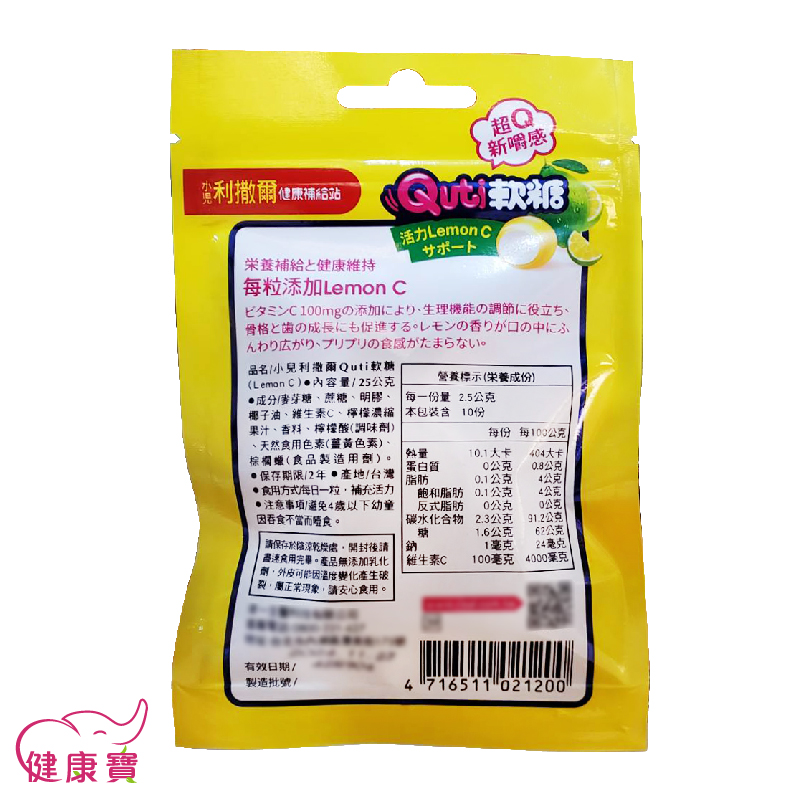 超Q
新嚼感
小兒利撒爾健康補給站
Quti軟糖
活力Lemon C
サポート
栄養補給と健康維持
每粒添加Lemon C
ビタミンC 100mgの添加により、生理機能の調節に役立ち、
骨格と歯の成長にも促進する。レモンの香りが口の中にふ
んわり広がり、プリプリの食感がたまらない。
品名/小兒利撒爾Quti軟糖
(Lemon C)●內容量/25公克
●成分/麥芽糖、蔗糖、明膠、
椰子油、維生素C、檸檬濃縮
果汁、香料、檸檬酸(調味劑)
、天然食用色素(薑黃色素)、
棕櫚蠟(食品製造用劑)。
●保存期限/2年 ●產地/台灣
●食用方式/每日一粒，補充活力
●注意事項/避免4歲以下幼童
因吞食不當而噎食。
請保存於陰涼乾燥處，開封後請
盡速食用完畢。產品無添加乳化
劑，外皮可能因溫度變化產生破
裂，屬正常現象，請安心食用。
有效日期/
製造批號/
營養標示(栄養成份)
每一份量 2.5公克
本包裝含 10份
每份 每100公克
熱量 10.1大卡 404大卡
蛋白質 0公克 0.8公克
脂肪 0.1公克 4公克
飽和脂肪 0.1公克 4公克
反式脂肪 0公克 0公克
碳水化合物 2.3公克 91.2公克
糖 1.6公克 62公克
鈉 1毫克 24毫克
維生素C 100毫克 4000毫克
4 716511 021200
健康寶